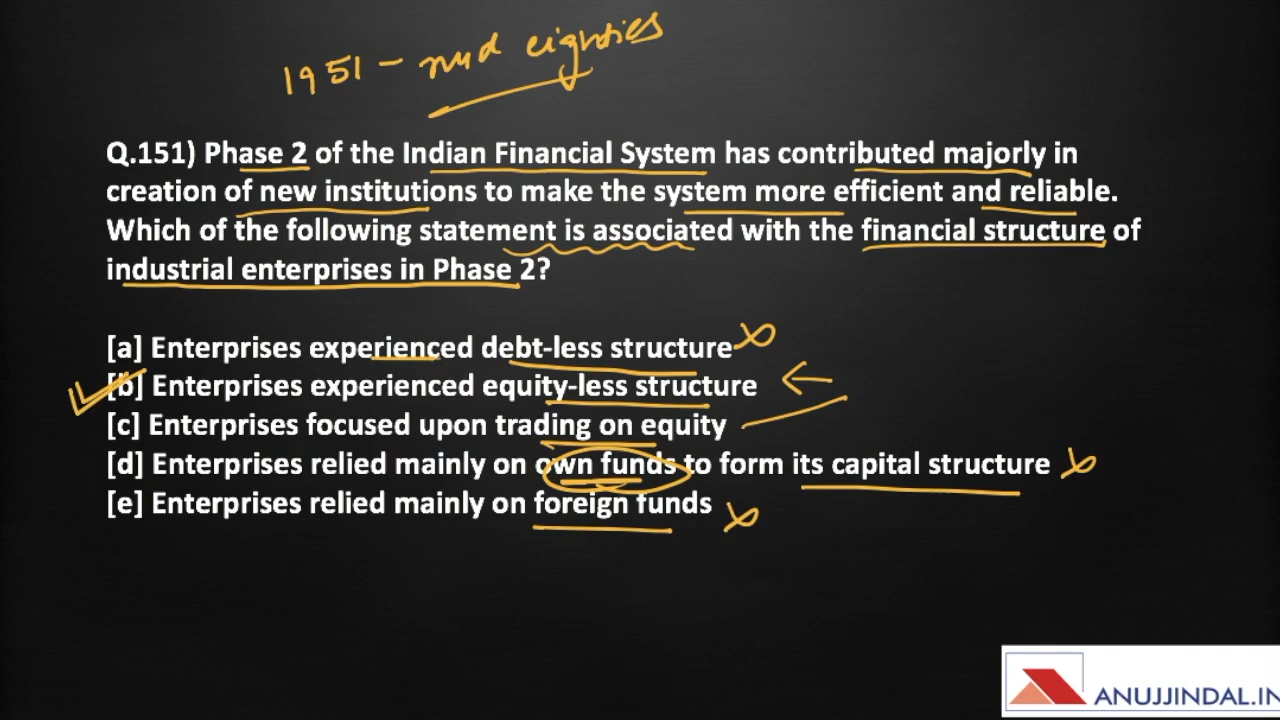 1951 - mid eighties
Q.151) Phase 2 of the Indian Financial System has contributed majorly in
creation of new institutions to make the system more efficient and reliable.
Which of the following statement is associated with the financial structure of
industrial enterprises in Phase 2?
[a] Enterprises experienced debt-less structure
[b] Enterprises experienced equity-less structure
[c] Enterprises focused upon trading on equity
[d] Enterprises relied mainly on own funds to form its capital structure
[e] Enterprises relied mainly on foreign funds
ANUJJINDAL.IN